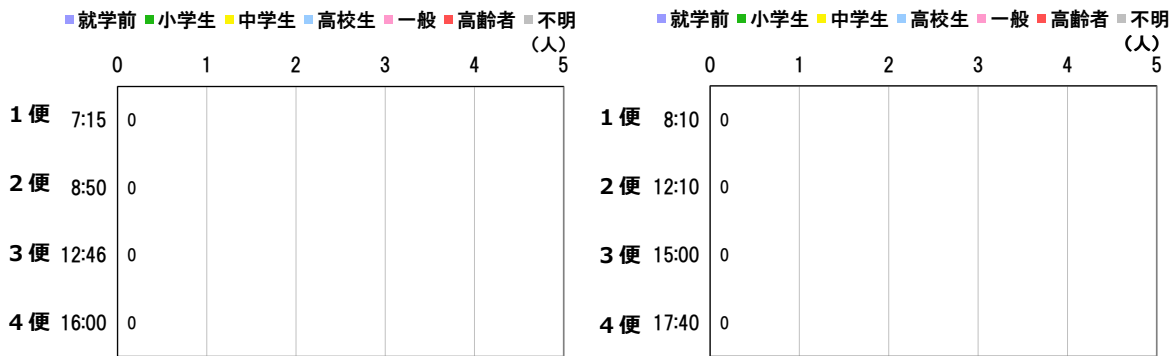 就学前 小学生 中学生 高校生 一般 高齢者 不明
（人）
0 1 2 3 4 5
１便 7:15 0
２便 8:50 0
３便 12:46 0
４便 16:00 0
就学前 小学生 中学生 高校生 一般 高齢者 不明
（人）
0 1 2 3 4 5
１便 8:10 0
２便 12:10 0
３便 15:00 0
４便 17:40 0